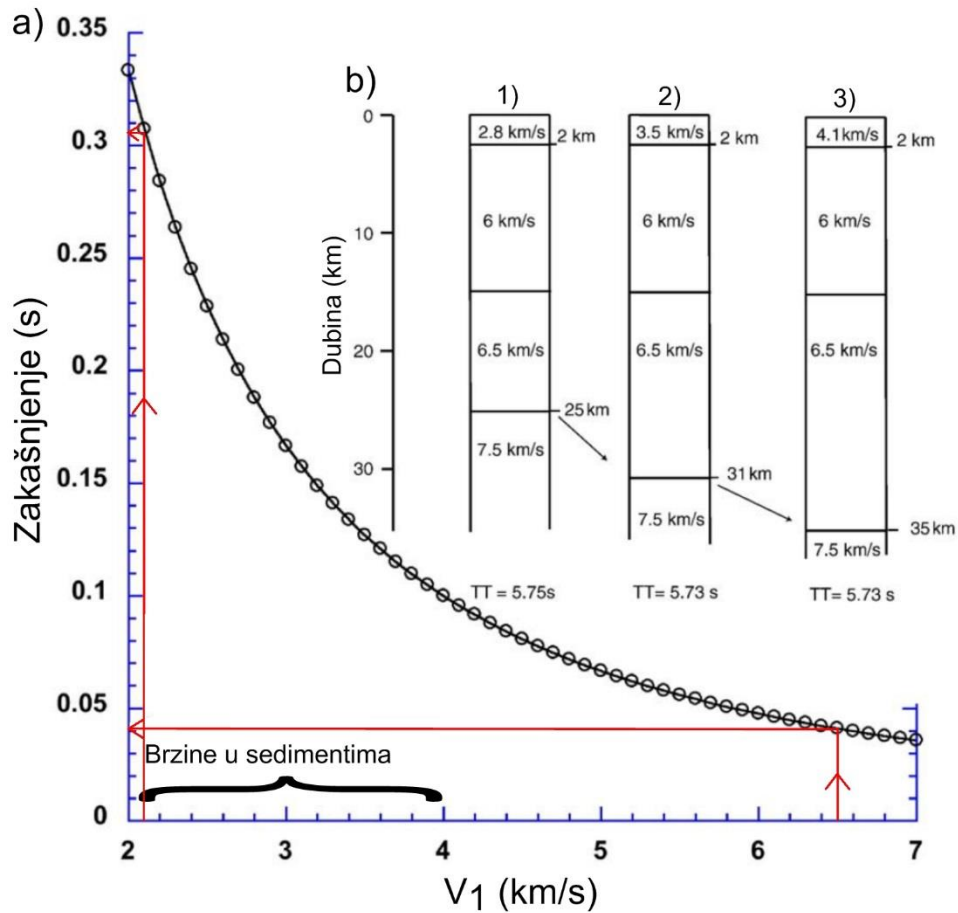 a)
0.35
0.3
0.25
0.2
0.15
0.1
0.05
0
Zakašnjenje (s)
2
3
4
5
6
7
V1 (km/s)
Brzine u sedimentima
b)
1)
2)
3)
0
10
20
30
Dubina (km)
2.8 km/s
2 km
3.5 km/s
2 km
4.1km/s
2 km
6 km/s
6 km/s
6 km/s
6.5 km/s
6.5 km/s
6.5 km/s
25 km
7.5 km/s
31 km
7.5 km/s
35 km
7.5 km/s
TT = 5.75s
TT= 5.73 s
TT= 5.73 s